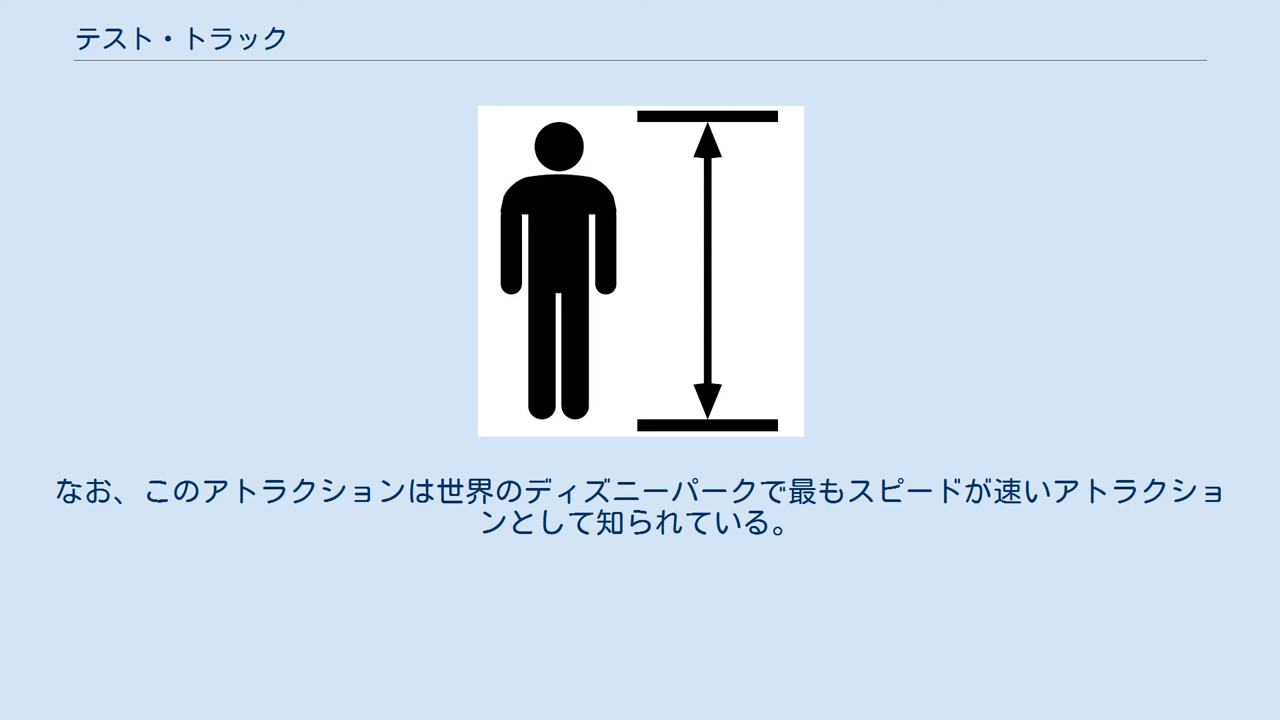 テスト・トラック
なお、このアトラクションは世界のディズニーパークで最もスピードが速いアトラクショ
ンとして知られている。